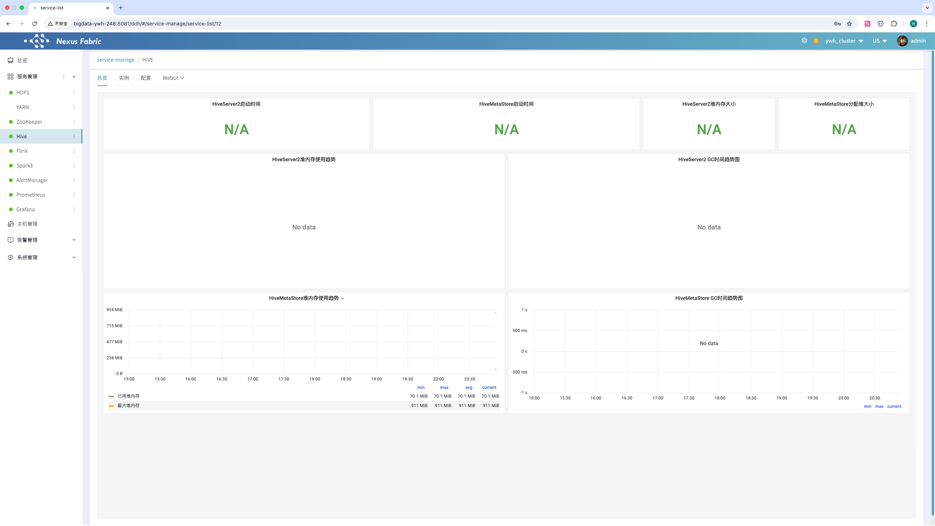 service-list
不安全
bigdata-ywh-248:8081/ddh/#/service-manage/service-list/12
Nexus Fabric
ywh_cluster
US
admin
总览
服务管理
HDFS
YARN
ZooKeeper
Hive
Flink
Spark3
AlertManager
Prometheus
Grafana
主机管理
告警管理
系统管理
service-manage / HIVE
总览 实例 配置 WebUI
HiveServer2启动时间
N/A
HiveMetaStore启动时间
N/A
HiveServer2堆内存大小
N/A
HiveMetaStore分配堆大小
N/A
HiveServer2堆内存使用趋势
No data
HiveServer2 GC时间趋势图
No data
HiveMetaStore堆内存使用趋势
954 MiB
715 MiB
477 MiB
238 MiB
0 B
15:00 15:30 16:00 16:30 17:00 17:30 18:00 18:30 19:00 19:30 20:00 20:30
min max avg current
已用堆内存 70.1 MiB 70.1 MiB 70.1 MiB 70.1 MiB
最大堆内存 911 MiB 911 MiB 911 MiB 911 MiB
HiveMetaStore GC时间趋势图
1 s
500 ms
0 s
-500 ms
-1 s
No data
15:00 15:30 16:00 16:30 17:00 17:30 18:00 18:30 19:00 19:30 20:00 20:30
min max current